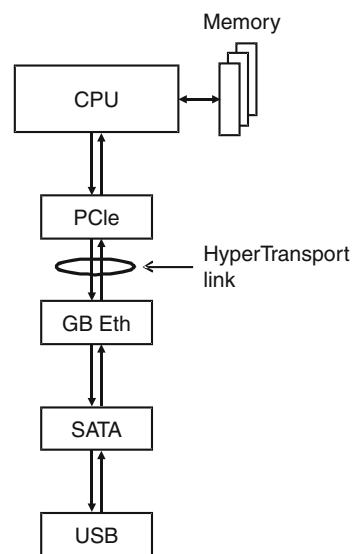 Memory
CPU
PCIe
HyperTransport
link
GB Eth
SATA
USB